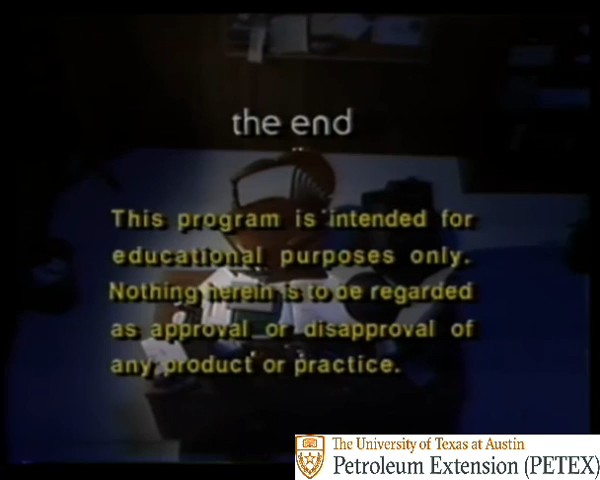 the end
This program is intended for
educational purposes only.
Nothing herein is to be regarded
as approval or disapproval of
any product or practice.
The University of Texas at Austin
Petroleum Extension (PETEX)